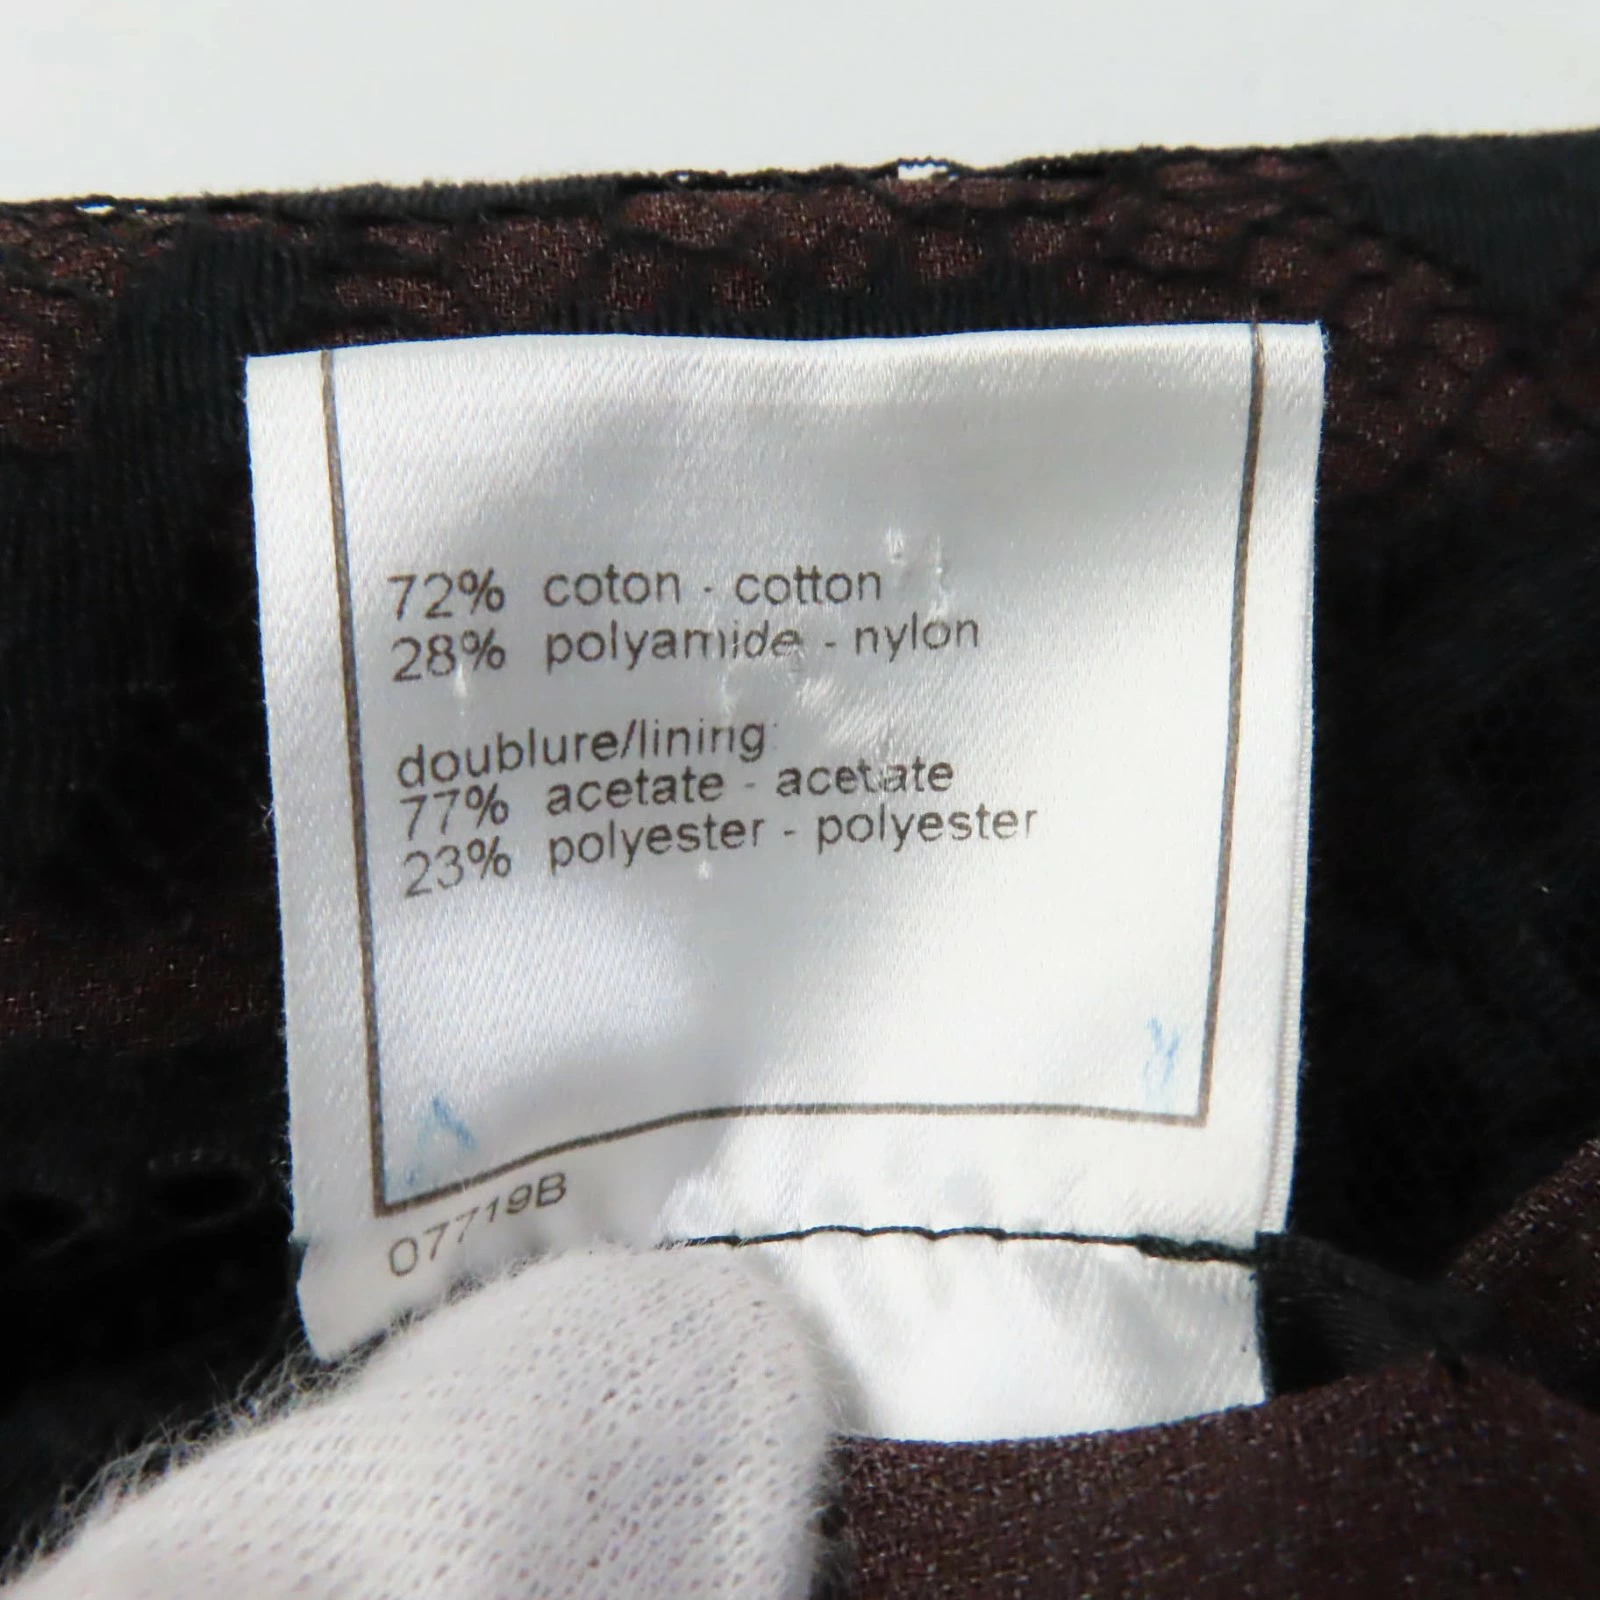 72% coton - cotton
28% polyamide - nylon
doublure/lining:
77% acetate - acetate
23% polyester - polyester
07719B